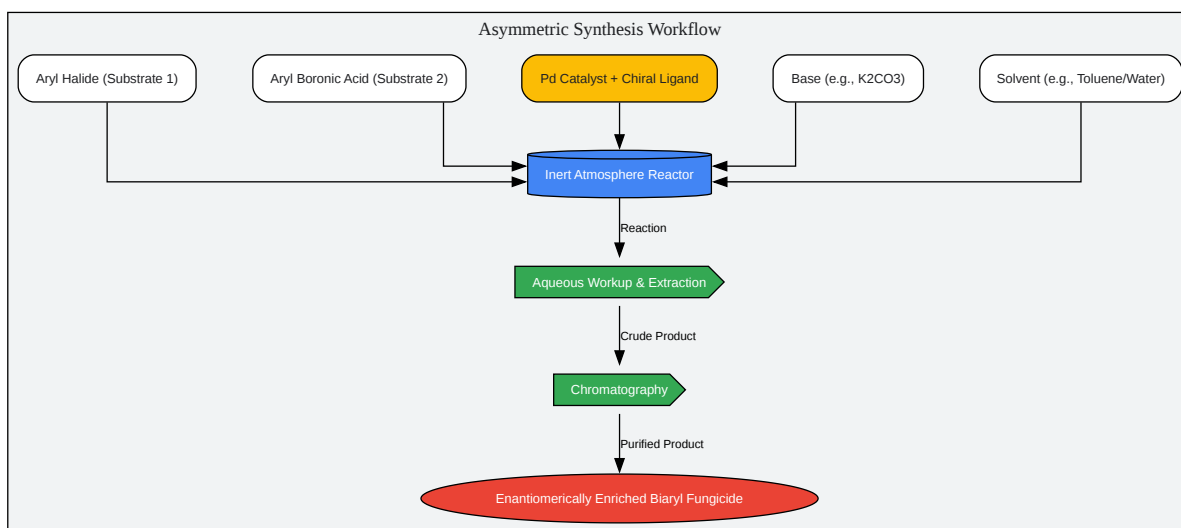 Asymmetric Synthesis Workflow
Aryl Halide (Substrate 1)
Aryl Boronic Acid (Substrate 2)
Pd Catalyst + Chiral Ligand
Base (e.g., K2CO3)
Solvent (e.g., Toluene/Water)
Inert Atmosphere Reactor
Reaction
Aqueous Workup & Extraction
Crude Product
Chromatography
Purified Product
Enantiomerically Enriched Biaryl Fungicide